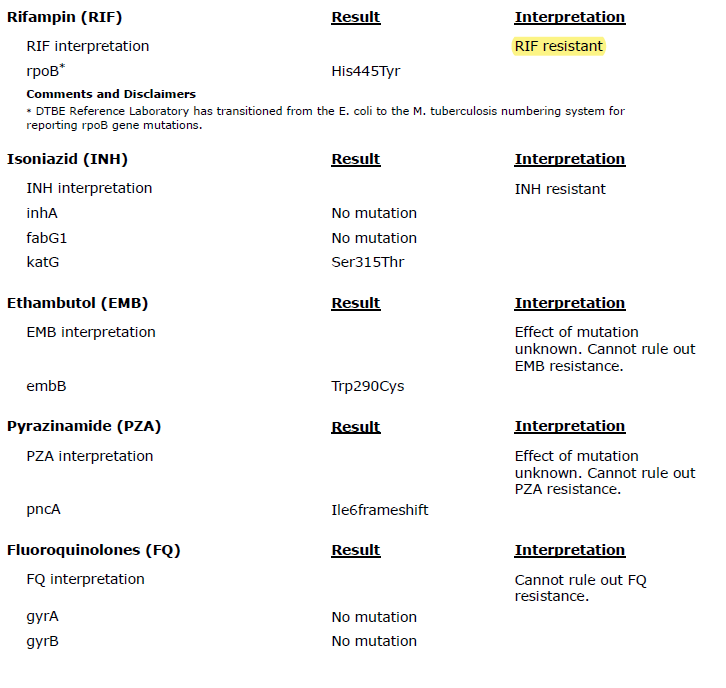 Rifampin (RIF) Result Interpretation
RIF interpretation RIF resistant
rpoB* His445Tyr
Comments and Disclaimers
* DTBE Reference Laboratory has transitioned from the E. coli to the M. tuberculosis numbering system for
reporting rpoB gene mutations.
Isoniazid (INH) Result Interpretation
INH interpretation INH resistant
inhA No mutation
fabG1 No mutation
katG Ser315Thr
Ethambutol (EMB) Result Interpretation
EMB interpretation Effect of mutation
unknown. Cannot rule out
EMB resistance.
embB Trp290Cys
Pyrazinamide (PZA) Result Interpretation
PZA interpretation Effect of mutation
unknown. Cannot rule out
PZA resistance.
pncA Ile6frameshift
Fluoroquinolones (FQ) Result Interpretation
FQ interpretation Cannot rule out FQ
resistance.
gyrA No mutation
gyrB No mutation